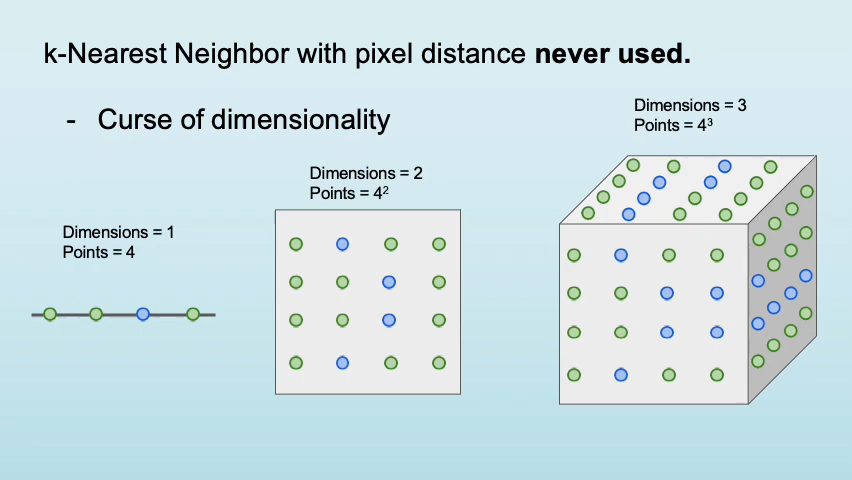 k-Nearest Neighbor with pixel distance never used.
- Curse of dimensionality
Dimensions = 1
Points = 4
Dimensions = 2
Points = 4²
Dimensions = 3
Points = 4³